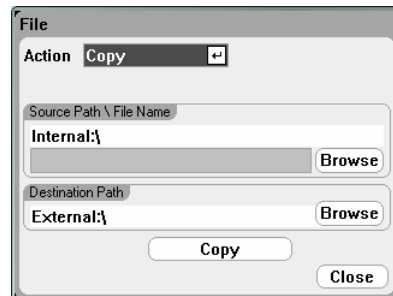 File
Action Copy
Source Path \ File Name
Internal:\
Browse
Destination Path
External:\
Browse
Copy
Close